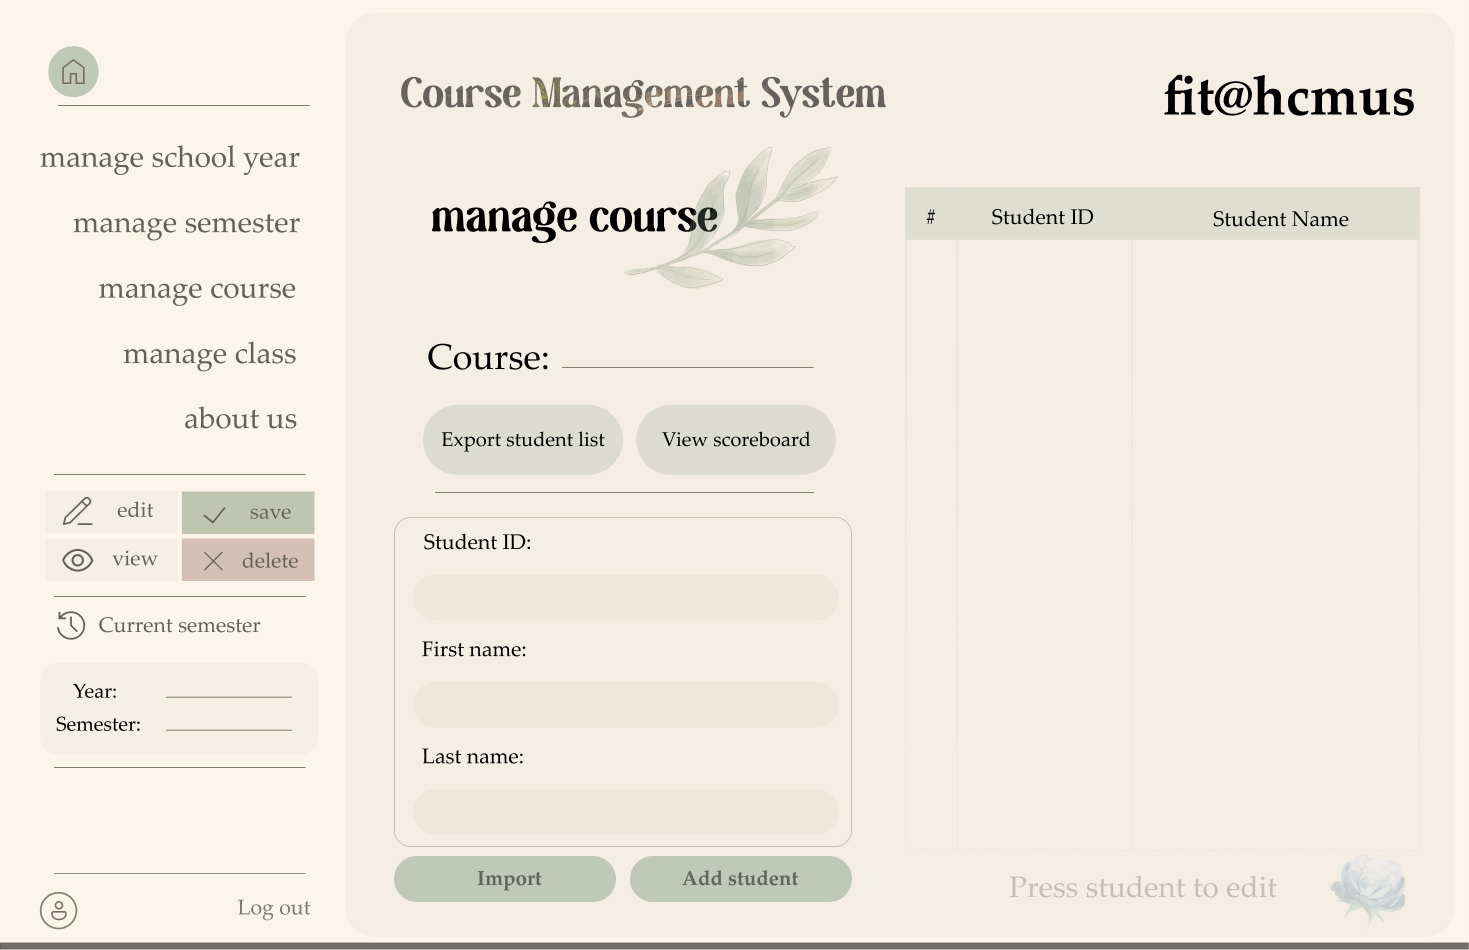 Course Management System
fit@hcmus
manage school year
manage semester
manage course
manage class
about us
edit
save
view
delete
Current semester
Year:
Semester:
Log out
manage course
Course:
Export student list
View scoreboard
Student ID:
First name:
Last name:
Import
Add student
# Student ID Student Name
Press student to edit